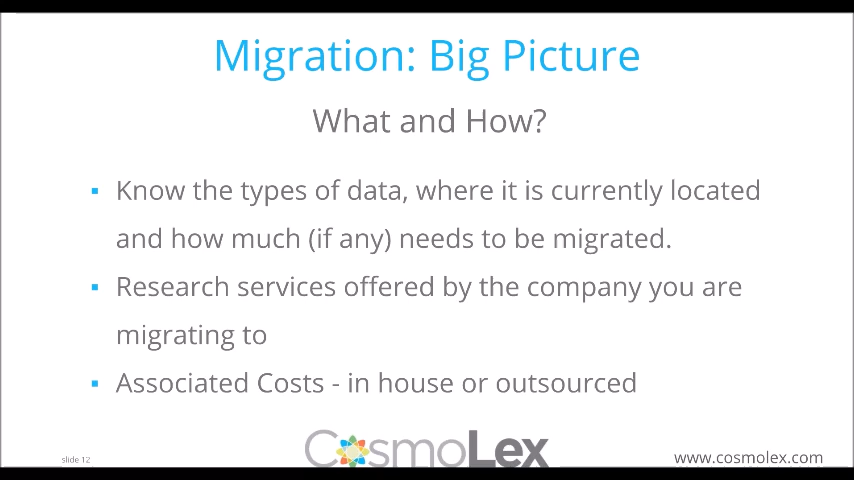 Migration: Big Picture
What and How?
▪ Know the types of data, where it is currently located
and how much (if any) needs to be migrated.
▪ Research services offered by the company you are
migrating to
▪ Associated Costs - in house or outsourced
slide 12
CosmoLex
www.cosmolex.com